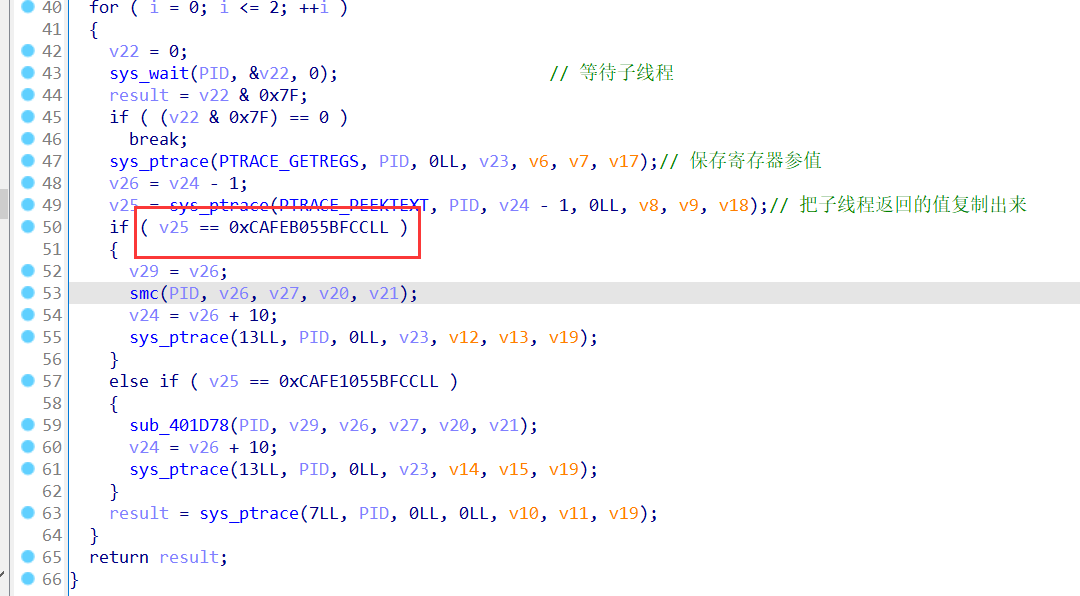 40 for ( i = 0; i <= 2; ++i )
41 {
42 v22 = 0;
43 sys_wait(PID, &v22, 0); // 等待子线程
44 result = v22 & 0x7F;
45 if ( (v22 & 0x7F) == 0 )
46 break;
47 sys_ptrace(PTRACE_GETREGS, PID, 0LL, v23, v6, v7, v17);// 保存寄存器参值
48 v26 = v24 - 1;
49 v25 = sys_ptrace(PTRACE_PEEKTEXT, PID, v24 - 1, 0LL, v8, v9, v18);// 把子线程返回的值复制出来
50 if ( v25 == 0xCAFEB055BFCCLL )
51 {
52 v29 = v26;
53 smc(PID, v26, v27, v20, v21);
54 v24 = v26 + 10;
55 sys_ptrace(13LL, PID, 0LL, v23, v12, v13, v19);
56 }
57 else if ( v25 == 0xCAFE1055BFCCLL )
58 {
59 sub_401D78(PID, v29, v26, v27, v20, v21);
60 v24 = v26 + 10;
61 sys_ptrace(13LL, PID, 0LL, v23, v14, v15, v19);
62 }
63 result = sys_ptrace(7LL, PID, 0LL, 0LL, v10, v11, v19);
64 }
65 return result;
66 }